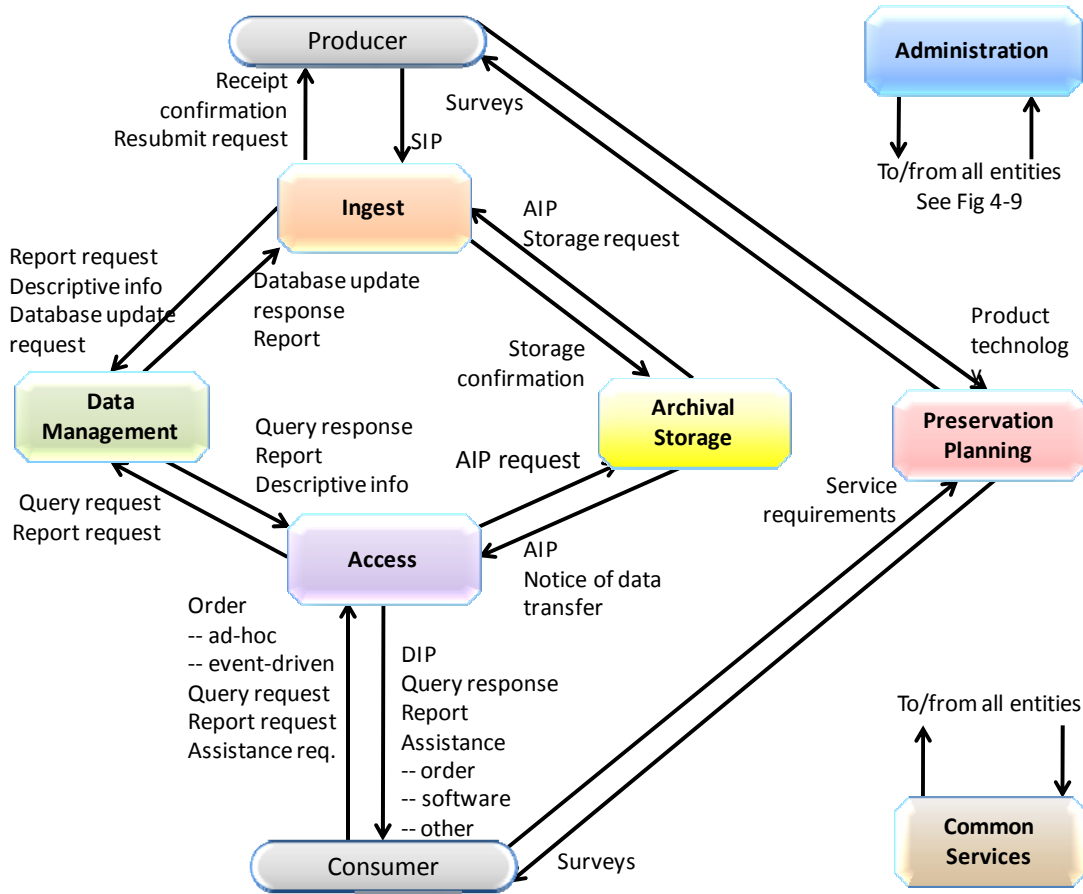 Producer
Administration
Receipt
confirmation
Resubmit request
Surveys
SIP
To/from all entities
See Fig 4-9
Ingest
AIP
Storage request
Report request
Descriptive info
Database update
request
Database update
response
Report
Storage
confirmation
Product
technolog
Data
Management
Archival
Storage
Preservation
Planning
Query response
Report
Descriptive info
AIP request
Service
requirements
Query request
Report request
Access
AIP
Notice of data
transfer
Order
-- ad-hoc
-- event-driven
Query request
Report request
Assistance req.
DIP
Query response
Report
Assistance
-- order
-- software
-- other
To/from all entities
Common
Services
Consumer
Surveys